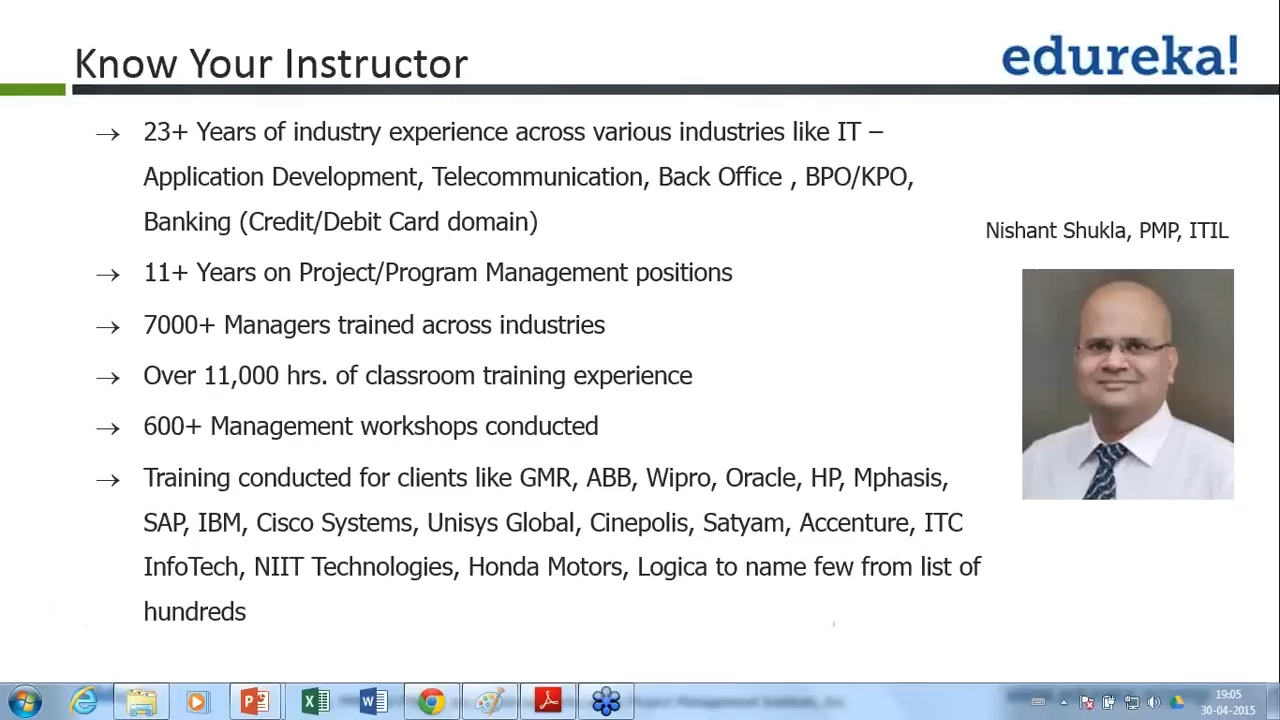 Know Your Instructor
edureka!
→ 23+ Years of industry experience across various industries like IT –
Application Development, Telecommunication, Back Office , BPO/KPO,
Banking (Credit/Debit Card domain)
Nishant Shukla, PMP, ITIL
→ 11+ Years on Project/Program Management positions
→ 7000+ Managers trained across industries
→ Over 11,000 hrs. of classroom training experience
→ 600+ Management workshops conducted
→ Training conducted for clients like GMR, ABB, Wipro, Oracle, HP, Mphasis,
SAP, IBM, Cisco Systems, Unisys Global, Cinepolis, Satyam, Accenture, ITC
InfoTech, NIIT Technologies, Honda Motors, Logica to name few from list of
hundreds
19:05
30-04-2015